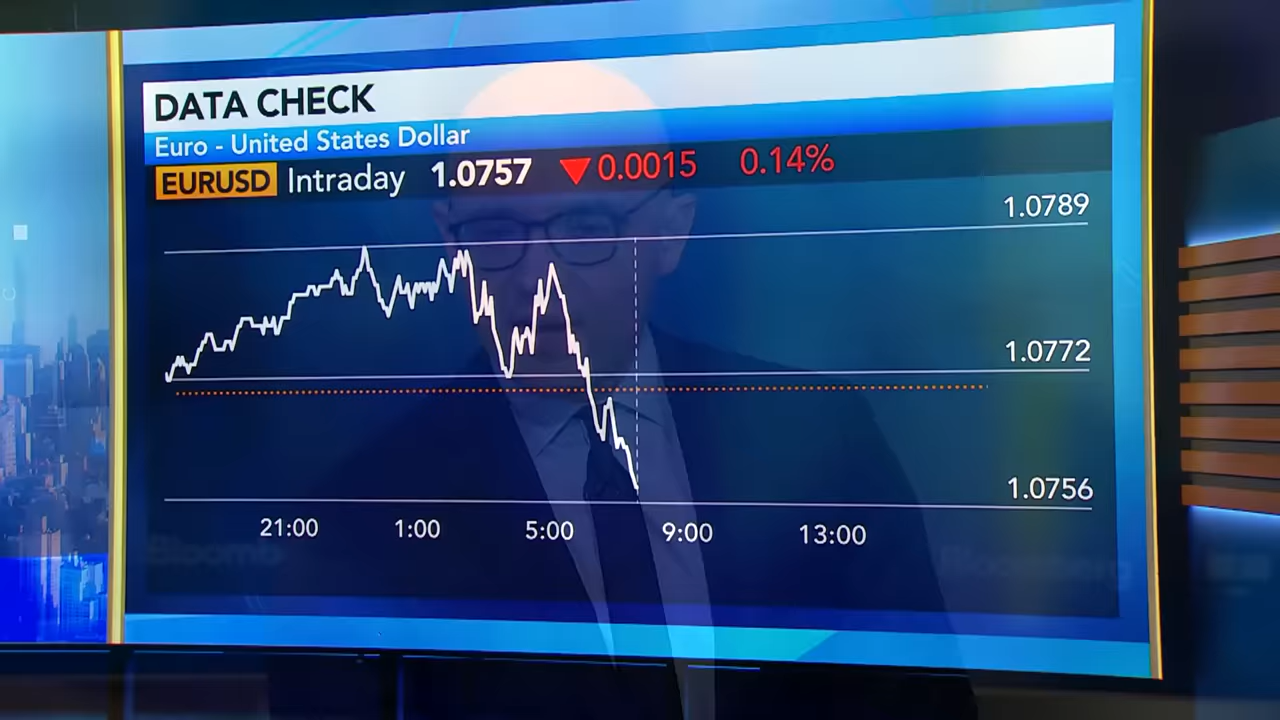 DATA CHECK
Euro - United States Dollar
EURUSD Intraday 1.0757 ▼0.0015 0.14%
1.0789
1.0772
1.0756
21:00 1:00 5:00 9:00 13:00